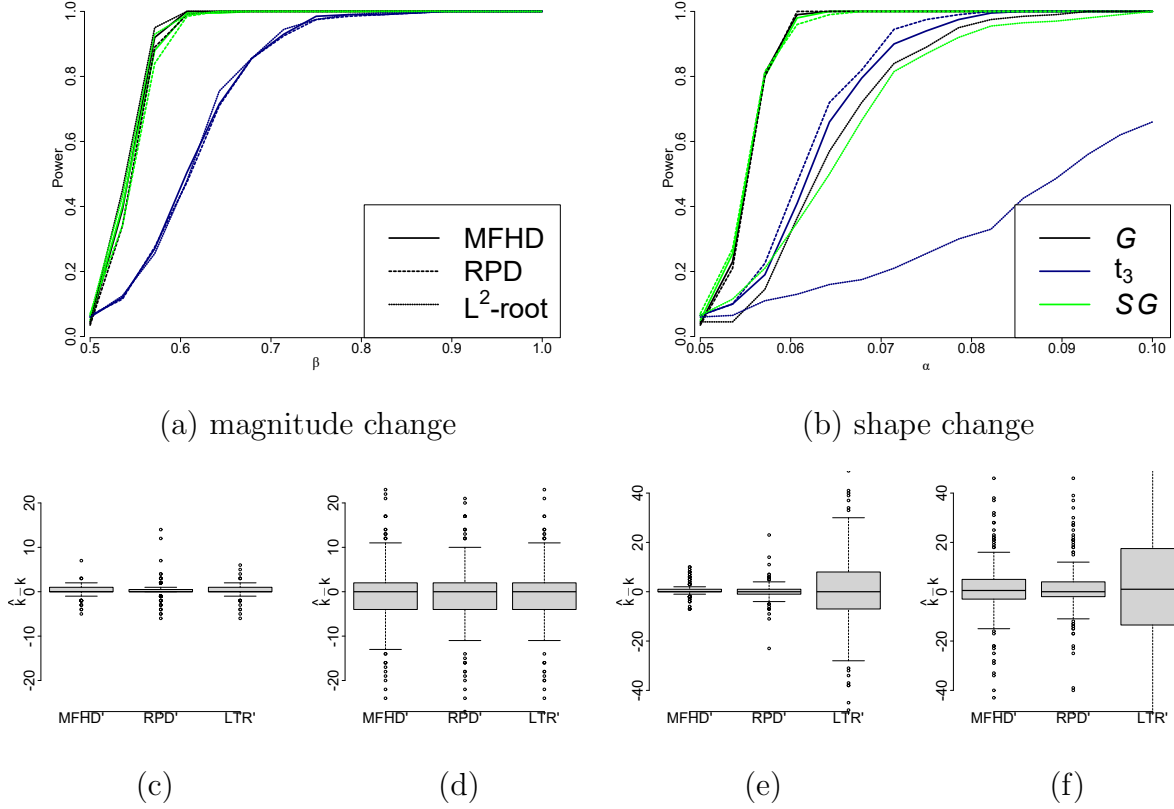 Power
0.0 0.2 0.4 0.6 0.8 1.0
0.5 0.6 0.7 0.8 0.9 1.0
β
MFHD
RPD
L²-root
(a) magnitude change
Power
0.0 0.2 0.4 0.6 0.8 1.0
0.05 0.06 0.07 0.08 0.09 0.10
α
G
t₃
SG
(b) shape change
k̂ − k
-20 -10 0 10 20
MFHD' RPD' LTR'
(c)
k̂ − k
-20 -10 0 10 20
MFHD' RPD' LTR'
(d)
k̂ − k
-40 -20 0 20 40
MFHD' RPD' LTR'
(e)
k̂ − k
-40 -20 0 20 40
MFHD' RPD' LTR'
(f)